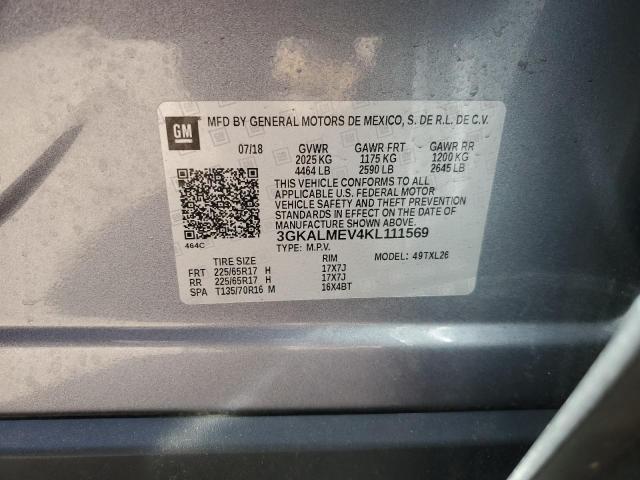 GM
MFD BY GENERAL MOTORS DE MEXICO, S. DE R.L. DE C.V.
07/18 GVWR GAWR FRT GAWR RR
2025 KG 1175 KG 1200 KG
4464 LB 2590 LB 2645 LB
THIS VEHICLE CONFORMS TO ALL
APPLICABLE U.S. FEDERAL MOTOR
VEHICLE SAFETY AND THEFT PREVENTION
STANDARDS IN EFFECT ON THE DATE OF
MANUFACTURE SHOWN ABOVE.
464C 3GKALMEV4KL111569
TYPE: M.P.V. MODEL: 49TXL26
TIRE SIZE RIM
FRT 225/65R17 H 17X7J
RR 225/65R17 H 17X7J
SPA T135/70R16 M 16X4BT